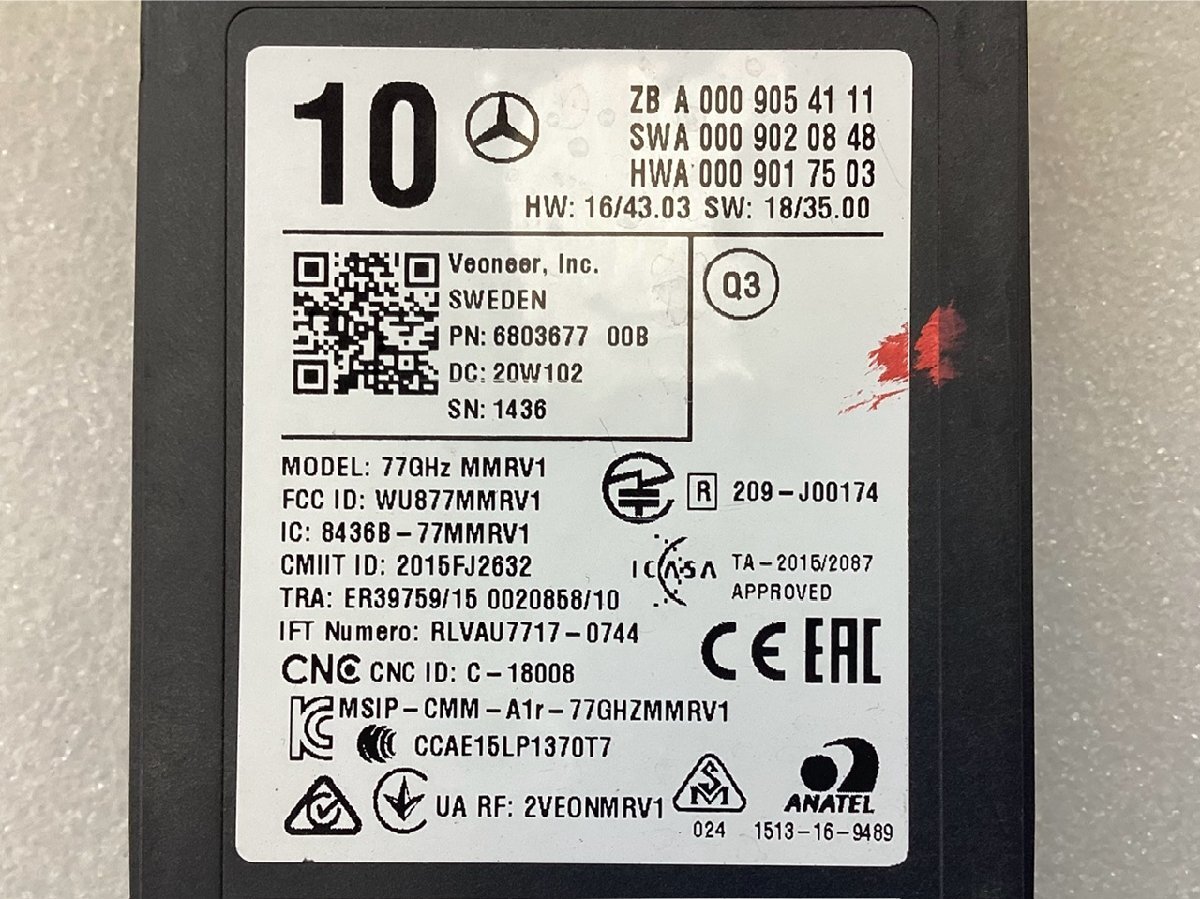 10
ZB A 000 905 41 11
SWA 000 902 08 48
HWA 000 901 75 03
HW: 16/43.03 SW: 18/35.00
Veoneer, Inc.
SWEDEN
PN: 6803677 00B
DC: 20W102
SN: 1436
Q3
MODEL: 77GHz MMRV1
FCC ID: WU877MMRV1
IC: 8436B-77MMRV1
CMIIT ID: 2015FJ2632
TRA: ER39759/15 0020858/10
IFT Numero: RLVAU7717-0744
CNC CNC ID: C-18008
MSIP-CMM-A1r-77GHZMMRV1
CCAE15LP1370T7
UA RF: 2VEONMRV1
R 209-J00174
ICASA TA-2015/2087
APPROVED
CE EAC
SM
024
ANATEL
1513-16-9489